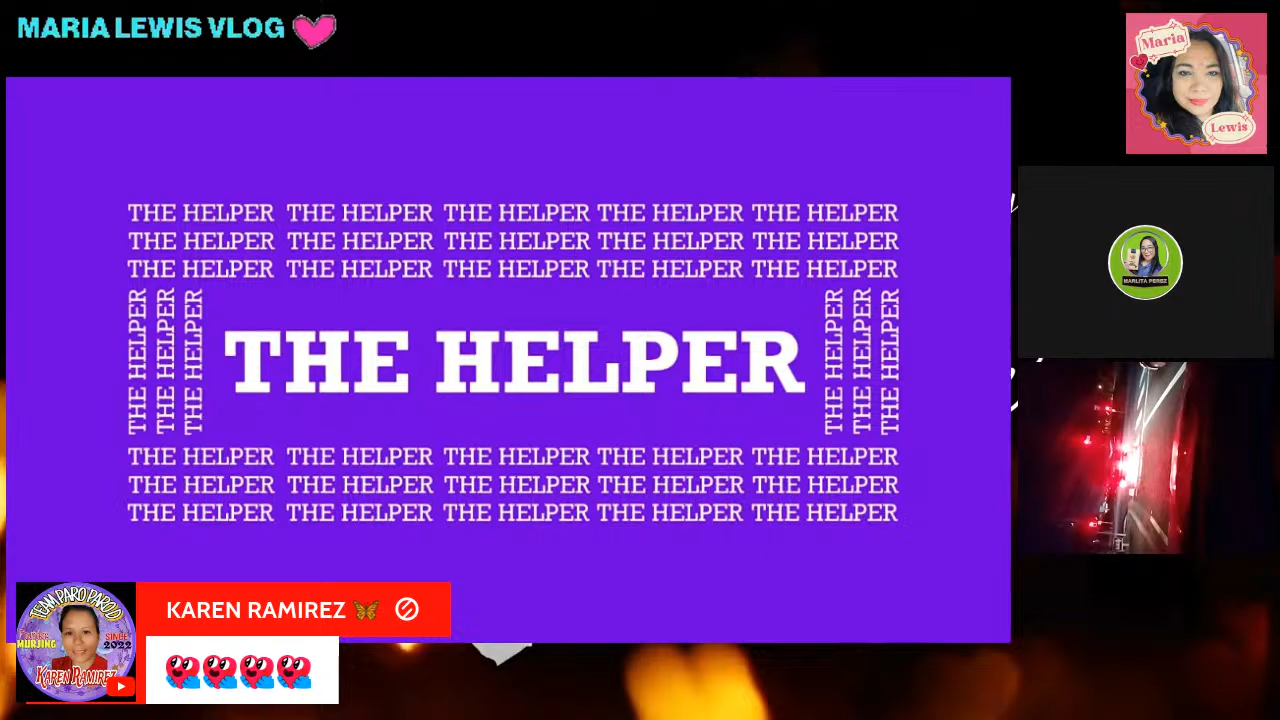 MARIA LEWIS VLOG
Maria
Lewis
THE HELPER THE HELPER THE HELPER THE HELPER THE HELPER
THE HELPER THE HELPER THE HELPER THE HELPER THE HELPER
THE HELPER THE HELPER THE HELPER THE HELPER THE HELPER
THE HELPER
THE HELPER
THE HELPER
THE HELPER
THE HELPER
THE HELPER
THE HELPER
THE HELPER THE HELPER THE HELPER THE HELPER THE HELPER
THE HELPER THE HELPER THE HELPER THE HELPER THE HELPER
THE HELPER THE HELPER THE HELPER THE HELPER THE HELPER
MARLITA PEREZ
TEAM PARO PARO
MURJING
SINCE
2022
KAREN RAMIREZ
KAREN RAMIREZ